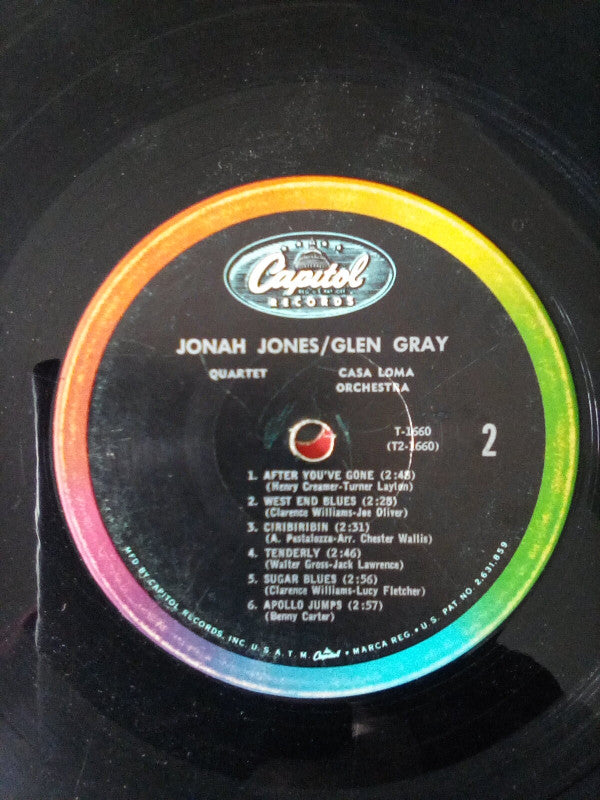 Capitol
RECORDS
JONAH JONES/GLEN GRAY
QUARTET
CASA LOMA
ORCHESTRA
T-1660
(T2-1660)
2
1. AFTER YOU'VE GONE (2:48)
(Henry Creamer-Turner Layton)
2. WEST END BLUES (2:28)
(Clarence Williams-Joe Oliver)
3. CIRIBIRIBIN (2:31)
(A. Pestalozza-Arr. Chester Wallis)
4. TENDERLY (2:46)
(Walter Gross-Jack Lawrence)
5. SUGAR BLUES (2:56)
(Clarence Williams-Lucy Fletcher)
6. APOLLO JUMPS (2:57)
(Benny Carter)
MFD BY CAPITOL RECORDS, INC. U.S.A. T.M. Capitol • MARCA REG. • U.S. PAT. NO. 2,631,859